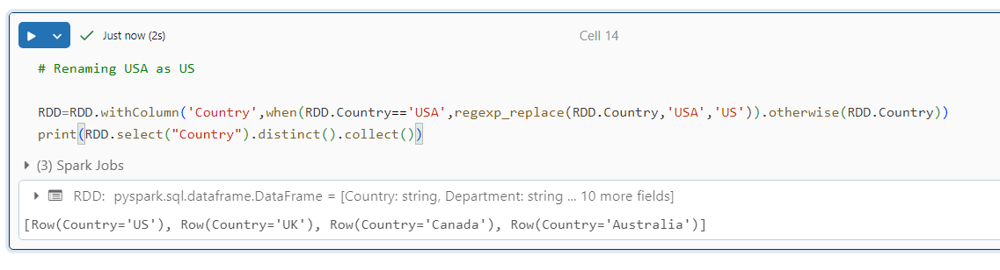 Just now (2s)
Cell 14
# Renaming USA as US
RDD=RDD.withColumn('Country',when(RDD.Country=='USA',regexp_replace(RDD.Country,'USA','US')).otherwise(RDD.Country))
print(RDD.select("Country").distinct().collect())
(3) Spark Jobs
RDD: pyspark.sql.dataframe.DataFrame = [Country: string, Department: string ... 10 more fields]
[Row(Country='US'), Row(Country='UK'), Row(Country='Canada'), Row(Country='Australia')]